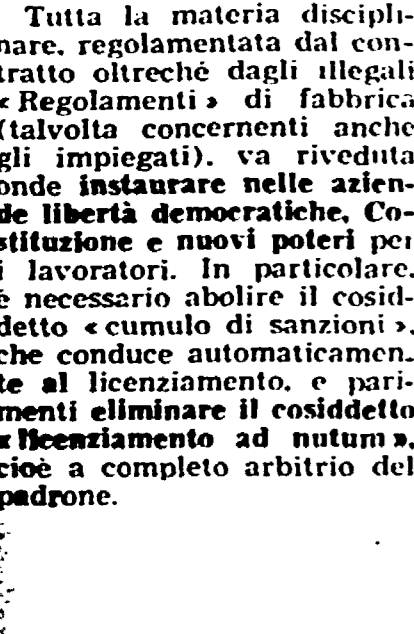 Tutta la materia discipli-
nare, regolamentata dal con-
tratto oltreché dagli illegali
« Regolamenti » di fabbrica
(talvolta concernenti anche
gli impiegati), va riveduta
onde instaurare nelle azien-
de libertà democratiche, Co-
stituzione e nuovi poteri per
i lavoratori. In particolare,
è necessario abolire il cosid-
detto « cumulo di sanzioni »,
che conduce automaticamen-
te al licenziamento, e pari-
menti eliminare il cosiddetto
« licenziamento ad nutum »,
cioè a completo arbitrio del
padrone.